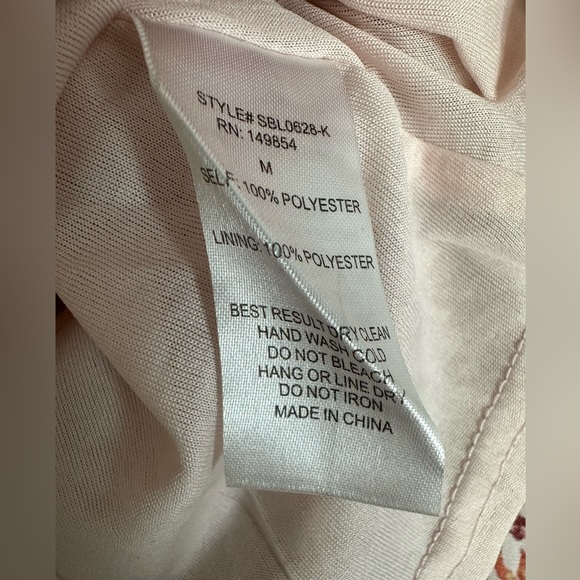 STYLE# SBL0628-K
RN: 149854
M
SELF: 100% POLYESTER
LINING: 100% POLYESTER
BEST RESULT DRY CLEAN
HAND WASH COLD
DO NOT BLEACH
HANG OR LINE DRY
DO NOT IRON
MADE IN CHINA